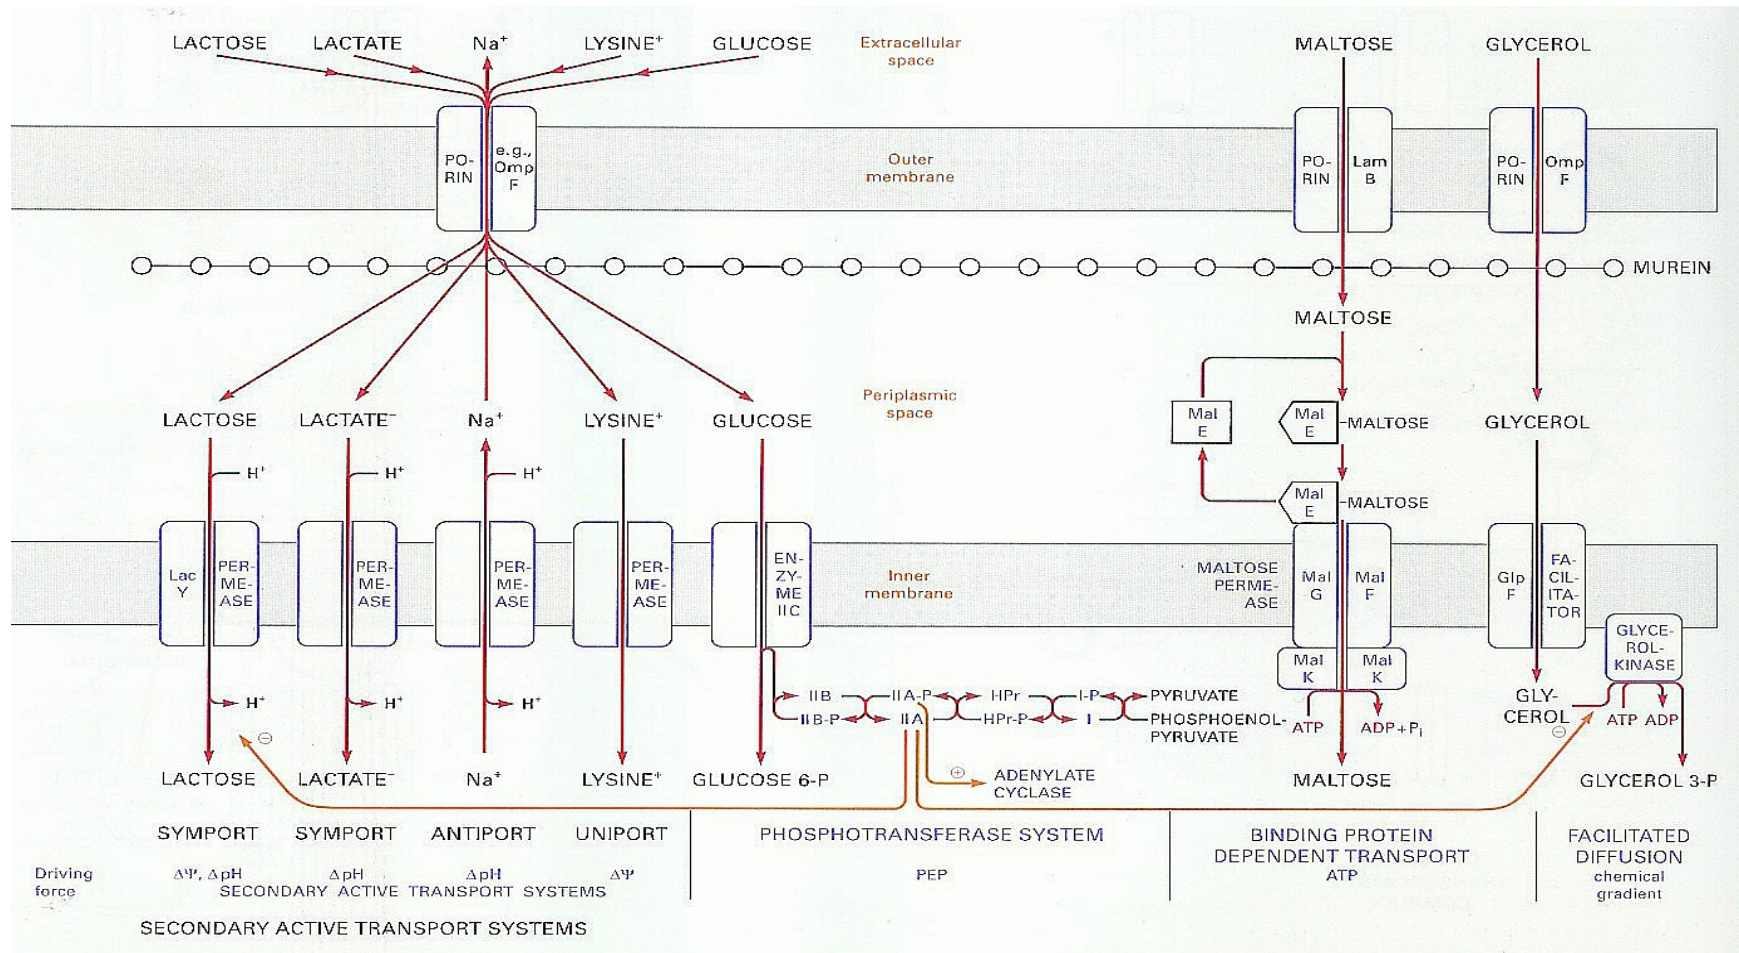 LACTOSE LACTATE Na⁺ LYSINE⁺ GLUCOSE Extracellular MALTOSE GLYCEROL
space
PO-
RIN
e.g.,
Omp
F
Outer
membrane
PO-
RIN
Lam
B
PO-
RIN
Omp
F
MUREIN
MALTOSE
Periplasmic
space
LACTOSE LACTATE⁻ Na⁺ LYSINE⁺ GLUCOSE
Mal
E
Mal
E
-MALTOSE
GLYCEROL
H⁺ H⁺ H⁺
Mal
E
-MALTOSE
Lac
Y
PER-
ME-
ASE
PER-
ME-
ASE
PER-
ME-
ASE
PER-
ME-
ASE
EN-
ZY-
ME
IIC
Inner
membrane
MALTOSE
PERME-
ASE
Mal
G
Mal
F
Glp
F
FA-
CIL-
ITA-
TOR
GLYCE-
ROL-
KINASE
Mal
K
Mal
K
H⁺ H⁺ H⁺
IIB IIA-P HPr I-P PYRUVATE
IIB-P IIA HPr-P I PHOSPHOENOL-
PYRUVATE
ATP ADP+Pi
GLY-
CEROL
ATP ADP
⊖ ⊖
LACTOSE LACTATE⁻ Na⁺ LYSINE⁺ GLUCOSE 6-P
⊕ ADENYLATE
CYCLASE
MALTOSE GLYCEROL 3-P
SYMPORT SYMPORT ANTIPORT UNIPORT
PHOSPHOTRANSFERASE SYSTEM
BINDING PROTEIN
DEPENDENT TRANSPORT
ATP
FACILITATED
DIFFUSION
chemical
gradient
Driving
force
ΔΨ, ΔpH ΔpH ΔpH ΔΨ PEP
SECONDARY ACTIVE TRANSPORT SYSTEMS
SECONDARY ACTIVE TRANSPORT SYSTEMS